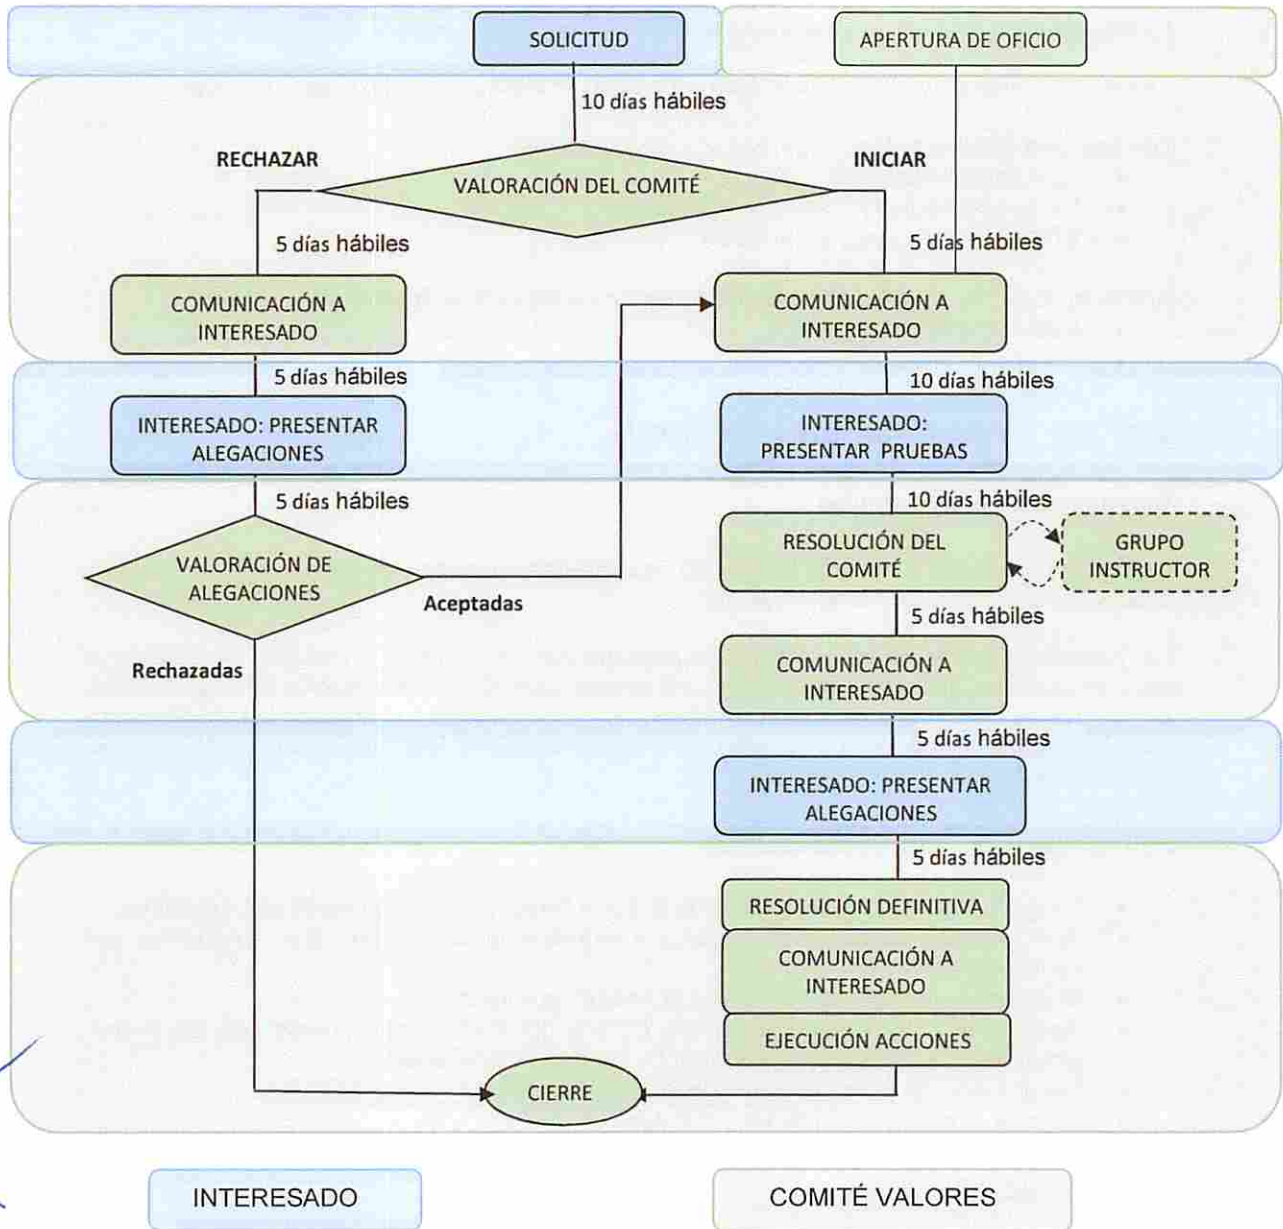 SOLICITUD
APERTURA DE OFICIO
10 días hábiles
RECHAZAR
INICIAR
VALORACIÓN DEL COMITÉ
5 días hábiles
5 días hábiles
COMUNICACIÓN A
INTERESADO
COMUNICACIÓN A
INTERESADO
5 días hábiles
10 días hábiles
INTERESADO: PRESENTAR
ALEGACIONES
INTERESADO:
PRESENTAR PRUEBAS
5 días hábiles
10 días hábiles
VALORACIÓN DE
ALEGACIONES
Aceptadas
Rechazadas
RESOLUCIÓN DEL
COMITÉ
GRUPO
INSTRUCTOR
5 días hábiles
COMUNICACIÓN A
INTERESADO
5 días hábiles
INTERESADO: PRESENTAR
ALEGACIONES
5 días hábiles
RESOLUCIÓN DEFINITIVA
COMUNICACIÓN A
INTERESADO
EJECUCIÓN ACCIONES
CIERRE
INTERESADO
COMITÉ VALORES